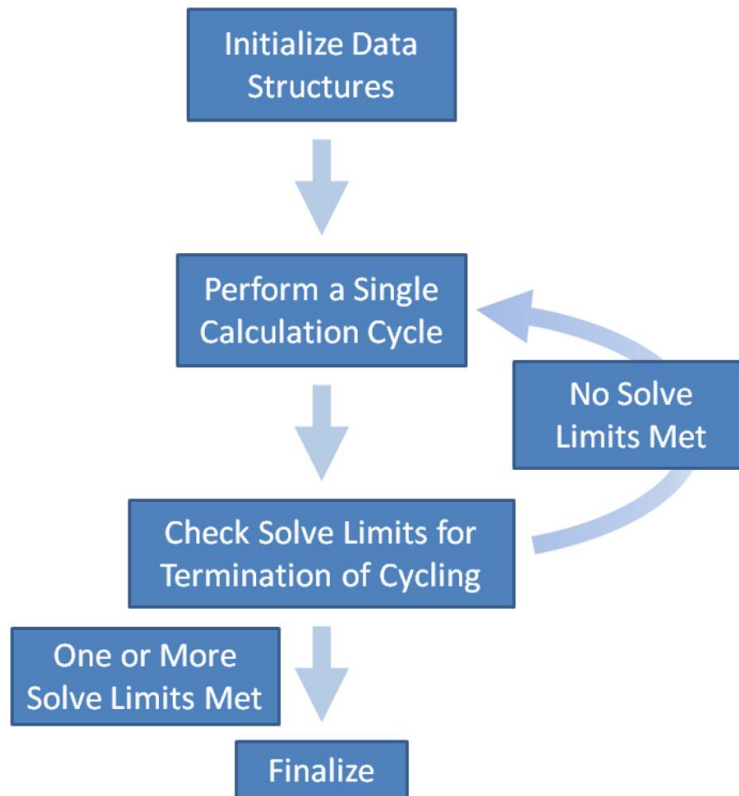 Initialize Data
Structures
Perform a Single
Calculation Cycle
No Solve
Limits Met
Check Solve Limits for
Termination of Cycling
One or More
Solve Limits Met
Finalize